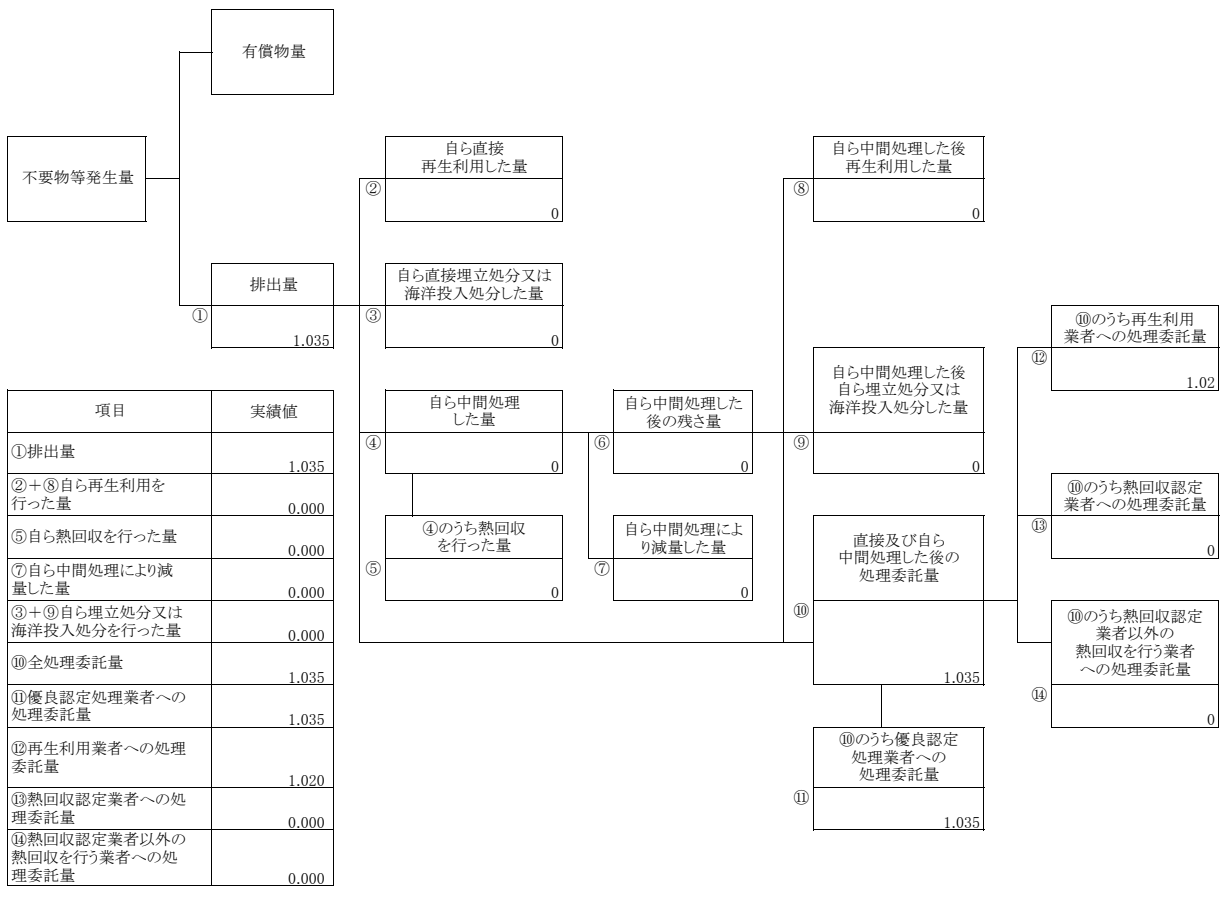 有償物量
不要物等発生量
排出量
①
1.035
自ら直接
再生利用した量
②
0
自ら直接埋立処分又は
海洋投入処分した量
③
0
自ら中間処理
した量
④
0
④のうち熱回収
を行った量
⑤
0
自ら中間処理した
後の残さ量
⑥
0
自ら中間処理によ
り減量した量
⑦
0
自ら中間処理した後
再生利用した量
⑧
0
自ら中間処理した後
自ら埋立処分又は
海洋投入処分した量
⑨
0
直接及び自ら
中間処理した後の
処理委託量
⑩
1.035
⑩のうち優良認定
処理業者への
処理委託量
⑪
1.035
⑩のうち再生利用
業者への処理委託量
⑫
1.02
⑩のうち熱回収認定
業者への処理委託量
⑬
0
⑩のうち熱回収認定
業者以外の
熱回収を行う業者
への処理委託量
⑭
0
項目 実績値
①排出量
1.035
②+⑧自ら再生利用を
行った量
0.000
⑤自ら熱回収を行った量
0.000
⑦自ら中間処理により減
量した量
0.000
③+⑨自ら埋立処分又は
海洋投入処分を行った量
0.000
⑩全処理委託量
1.035
⑪優良認定処理業者への
処理委託量
1.035
⑫再生利用業者への処理
委託量
1.020
⑬熱回収認定業者への処
理委託量
0.000
⑭熱回収認定業者以外の
熱回収を行う業者への処
理委託量
0.000